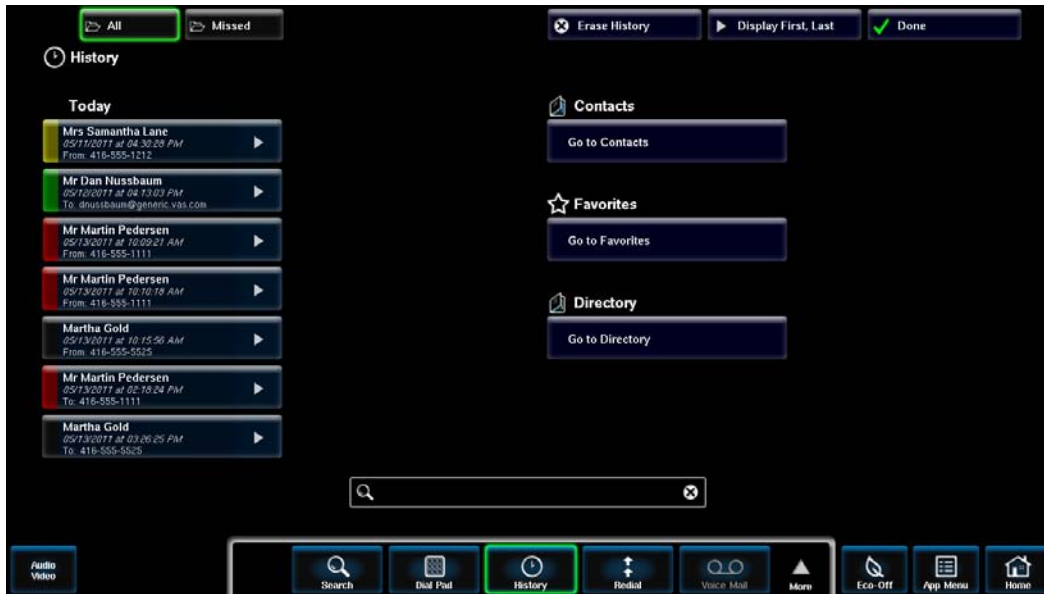 All
Missed
Erase History
Display First, Last
Done
History
Today
Mrs Samantha Lane
05/11/2011 at 04:30:28 PM
From: 416-555-1212
Mr Dan Nussbaum
05/12/2011 at 04:13:03 PM
To: dnussbaum@generic.vas.com
Mr Martin Pedersen
05/13/2011 at 10:09:21 AM
From: 416-555-1111
Mr Martin Pedersen
05/13/2011 at 10:10:18 AM
From: 416-555-1111
Martha Gold
05/13/2011 at 10:15:56 AM
From: 416-555-5525
Mr Martin Pedersen
05/13/2011 at 02:18:24 PM
To: 416-555-1111
Martha Gold
05/13/2011 at 03:26:25 PM
To: 416-555-5525
Contacts
Go to Contacts
Favorites
Go to Favorites
Directory
Go to Directory
Audio
Video
Search
Dial Pad
History
Redial
Voice Mail
More
Eco-Off
App Menu
Home